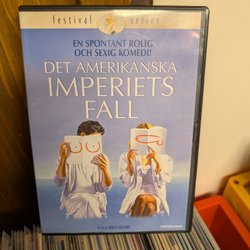 festival series
EN SPONTANT ROLIG
OCH SEXIG KOMEDI!
DET AMERIKANSKA
IMPERIETS
FALL